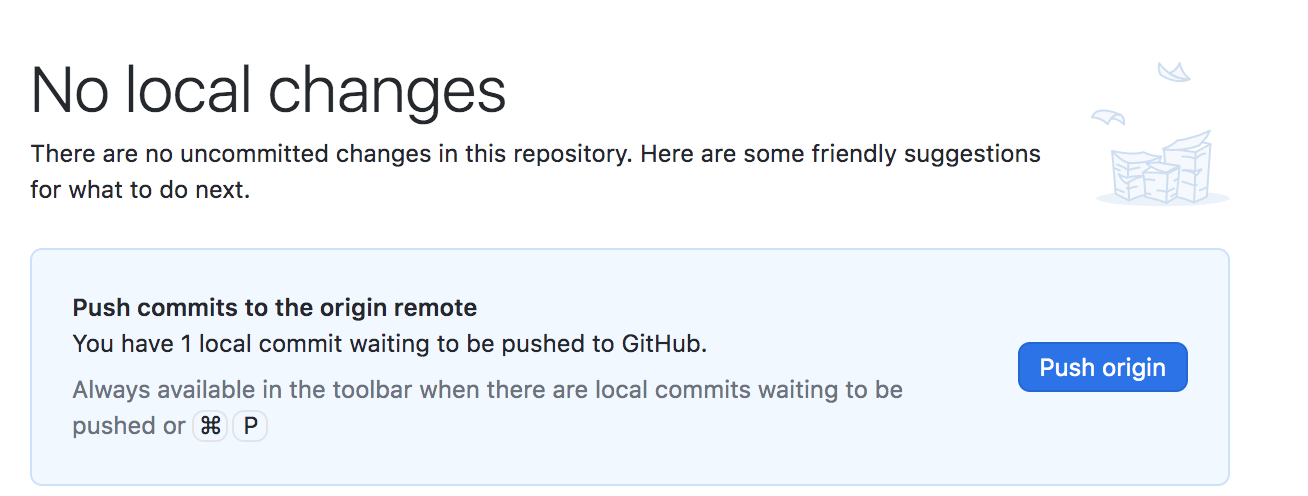 No local changes
There are no uncommitted changes in this repository. Here are some friendly suggestions
for what to do next.
Push commits to the origin remote
You have 1 local commit waiting to be pushed to GitHub.
Always available in the toolbar when there are local commits waiting to be
pushed or ⌘ P
Push origin